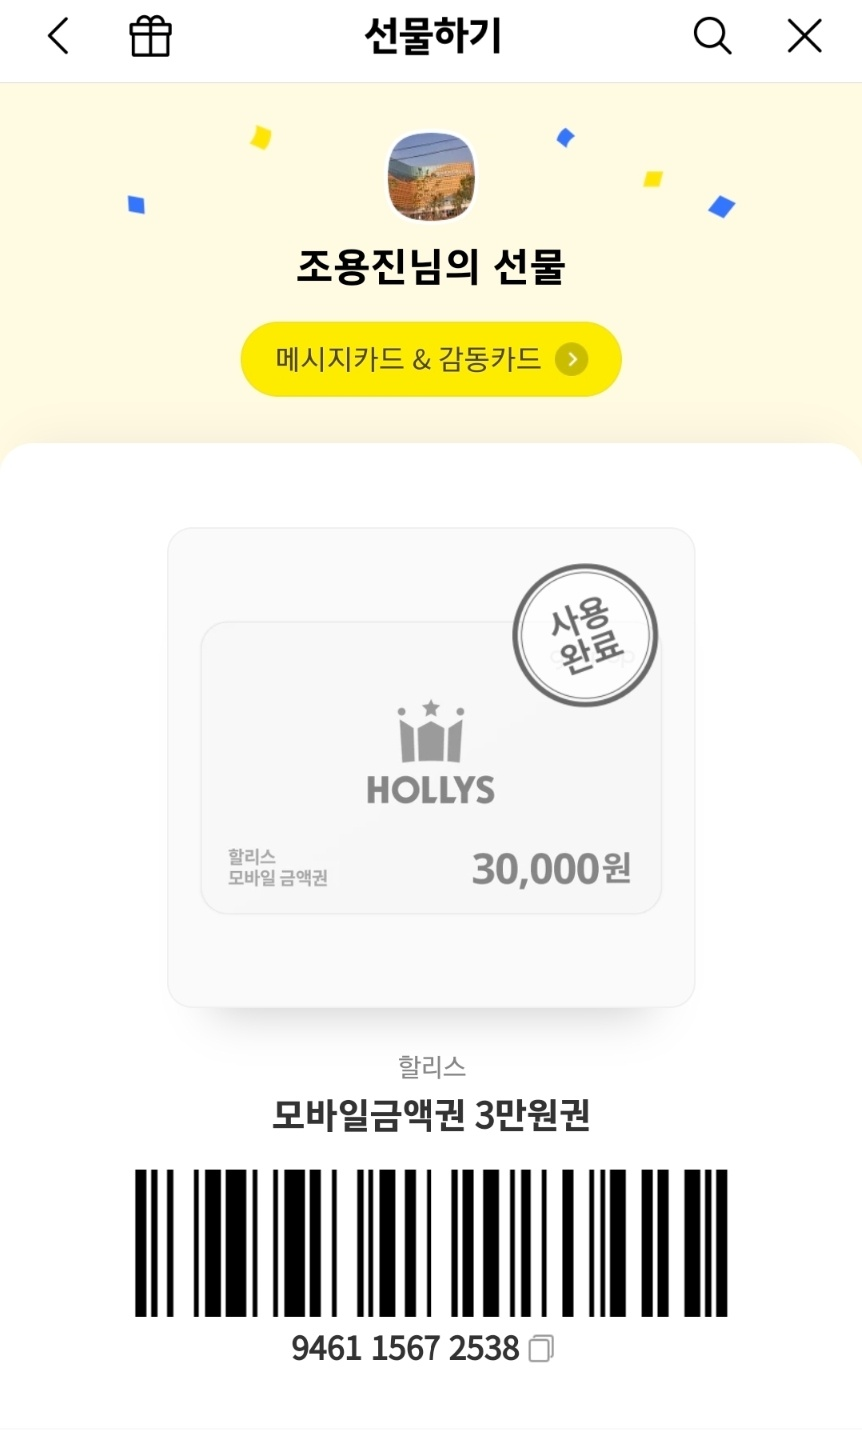 선물하기
조용진님의 선물
메시지카드 & 감동카드
사용
완료
HOLLYS
할리스
모바일 금액권
30,000원
할리스
모바일금액권 3만원권
9461 1567 2538